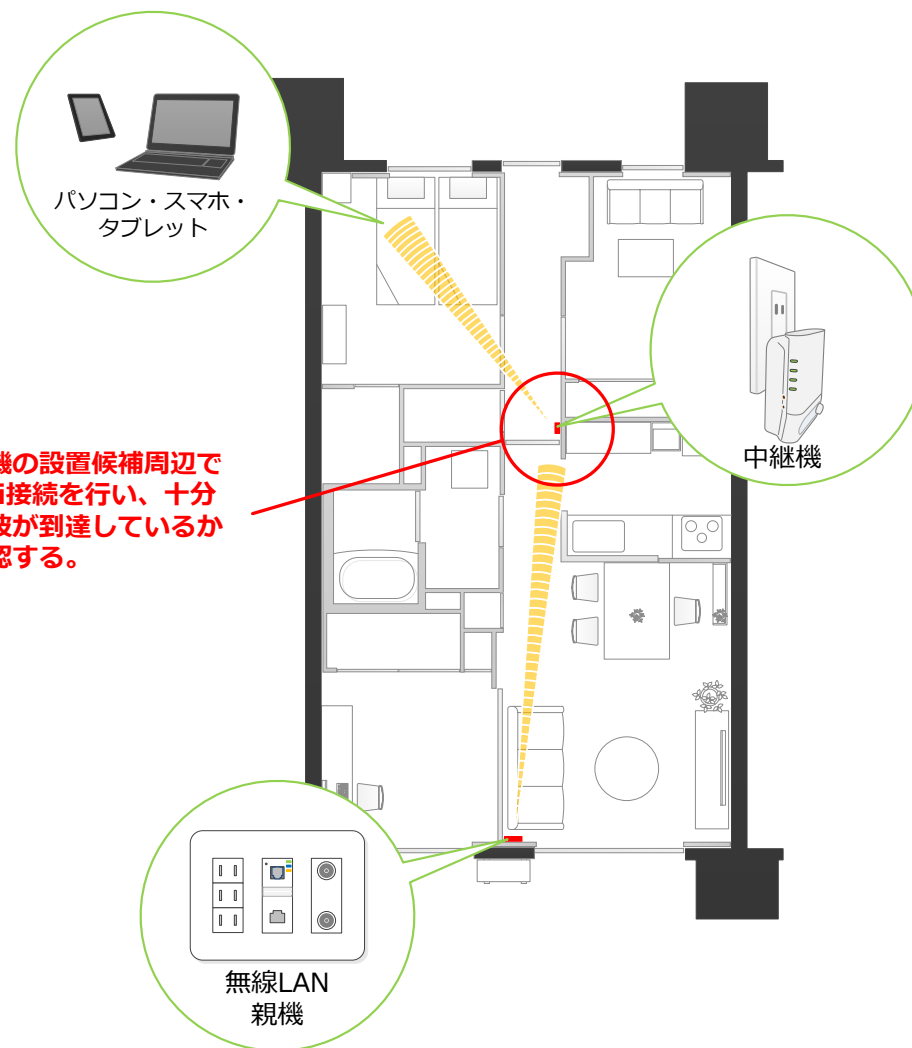 パソコン・スマホ・
タブレット
中継機
機の設置候補周辺で
接続を行い、十分
波が到達しているか
認する。
無線LAN
親機